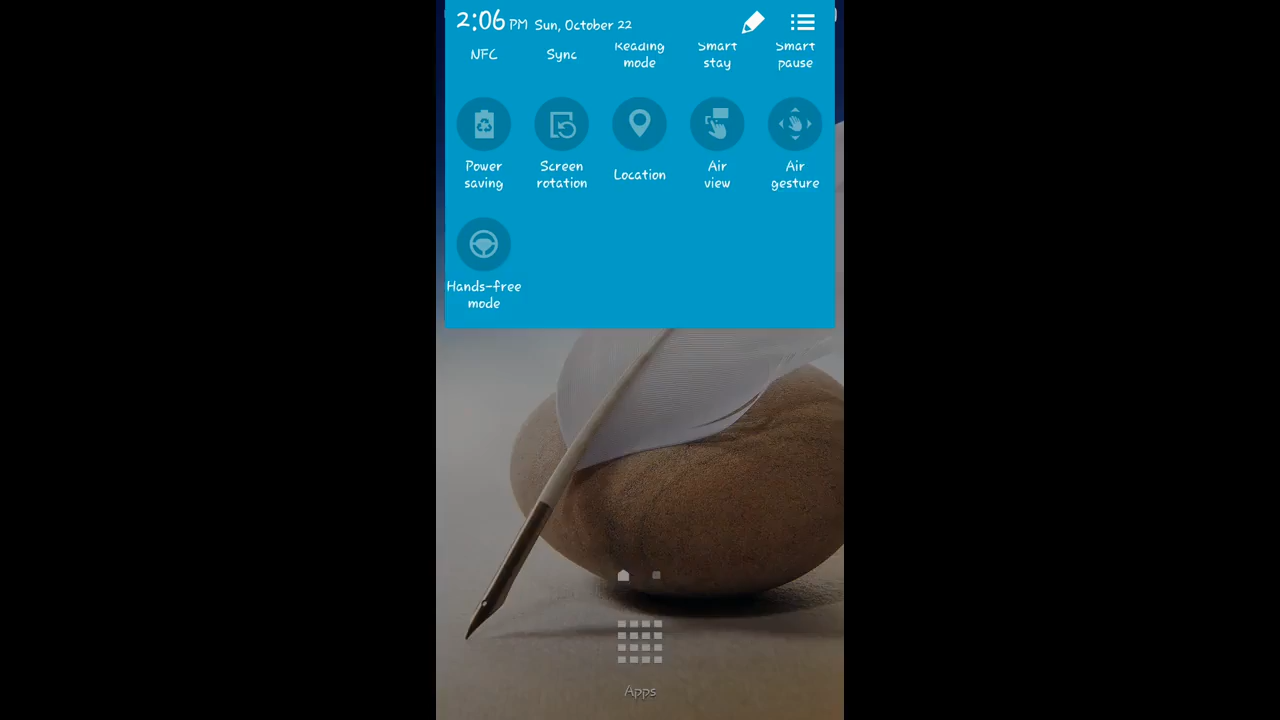 2:06 PM Sun, October 22
NFC Sync Reading mode Smart stay Smart pause
Power saving Screen rotation Location Air view Air gesture
Hands-free mode
Apps